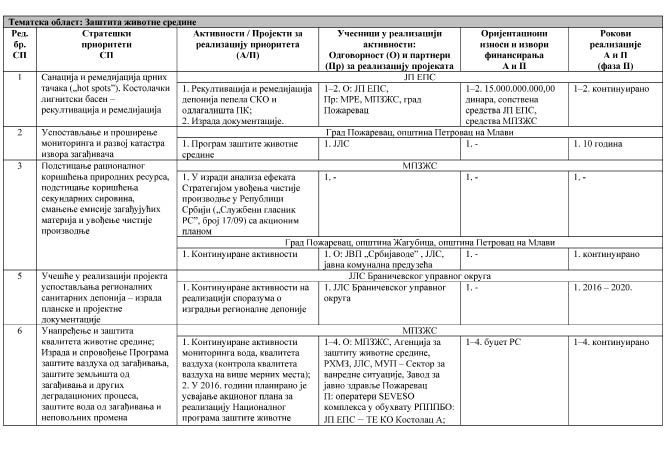 Тематска област: Заштита животне средине
Ред. бр. СП
Стратешки приоритети СП
Активности / Пројекти за реализацију приоритета (А/П)
Учесници у реализацији активности: Одговорност (О) и партнери (Пр) за реализацију пројеката
Оријентациони износи и извори финансирања А и П
Рокови реализације А и П (фаза II)
1
Санација и ремедијација црних
тачака („hot spots”). Костолачки
лигнитски басен –
рекултивација и ремедијација
ЈП ЕПС
1. Рекултивација и ремедијација
депонија пепела СКО и
одлагалишта ПК;
2. Израда документације.
1–2. О: ЈП ЕПС,
Пр: МРЕ, МПЗЖС, град
Пожаревац
1–2. 15.000.000.000,00
динара, сопствена
средства ЈП ЕПС,
средства МПЗЖС
1–2. континуирано
2
Успостављање и проширење
мониторинга и развој катастра
извора загађивача
Град Пожаревац, општина Петровац на Млави
1. Програм заштите животне
средине
1. ЈЛС
1. -
1. 10 година
3
Подстицање рационалног
коришћења природних ресурса,
подстицање коришћења
секундарних сировина,
смањење емисије загађујућих
материја и увођење чистије
производње
МПЗЖС
1. У изради анализа ефеката
Стратегијом увођења чистије
производње у Републици
Србији („Службени гласник
РС”, број 17/09) са акционим
планом
1. -
1. -
1. -
Град Пожаревац, општина Жагубица, општина Петровац на Млави
1. Континуиране активности
1. О: ЈВП „Србијаводе” , ЈЛС,
јавна комунална предузећа
1. -
1. континуирано
5
Учешће у реализацији пројекта
успостављања регионалних
санитарних депонија – израда
планске и пројектне
документације
ЈЛС Браничевског управног округа
1. Континуиране активности на
реализацији споразума о
изградњи регионалне депоније
1. ЈЛС Браничевског управног
округа
1. -
1. 2016 – 2020.
6
Унапређење и заштита
квалитета животне средине;
Израда и спровођење Програма
заштите ваздуха од загађивања,
заштите земљишта од
загађивања и других
деградационих процеса,
заштите вода од загађивања и
неповољних промена
МПЗЖС
1. Континуиране активности
мониторинга вода, квалитета
ваздуха (контрола квалитета
ваздуха на више мерних места);
2. У 2016. години планирано је
усвајање акционог плана за
реализацију Националног
програма заштите животне
1–4. О: МПЗЖС, Агенција за
заштиту животне средине,
РХМЗ, ЈЛС, МУП – Сектор за
ванредне ситуације, Завод за
јавно здравље Пожаревац
П: оператери SEVESO
комплекса у обухвату РПППБО:
ЈП ЕПС − ТЕ КО Костолац А;
1–4. буџет РС
1–4. континуирано